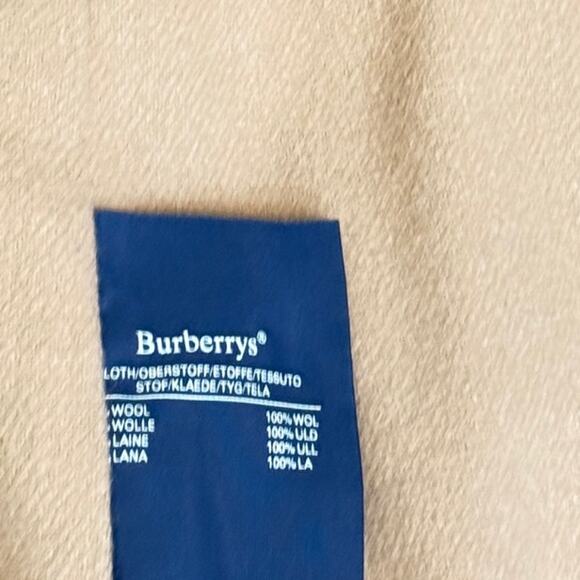 Burberrys®
LOTH/OBERSTOFF/ETOFFE/TESSUTO
STOF/KLAEDE/TYG/TELA
WOOL 100% WOL
WOLLE 100% ULD
LAINE 100% ULL
LANA 100% LA